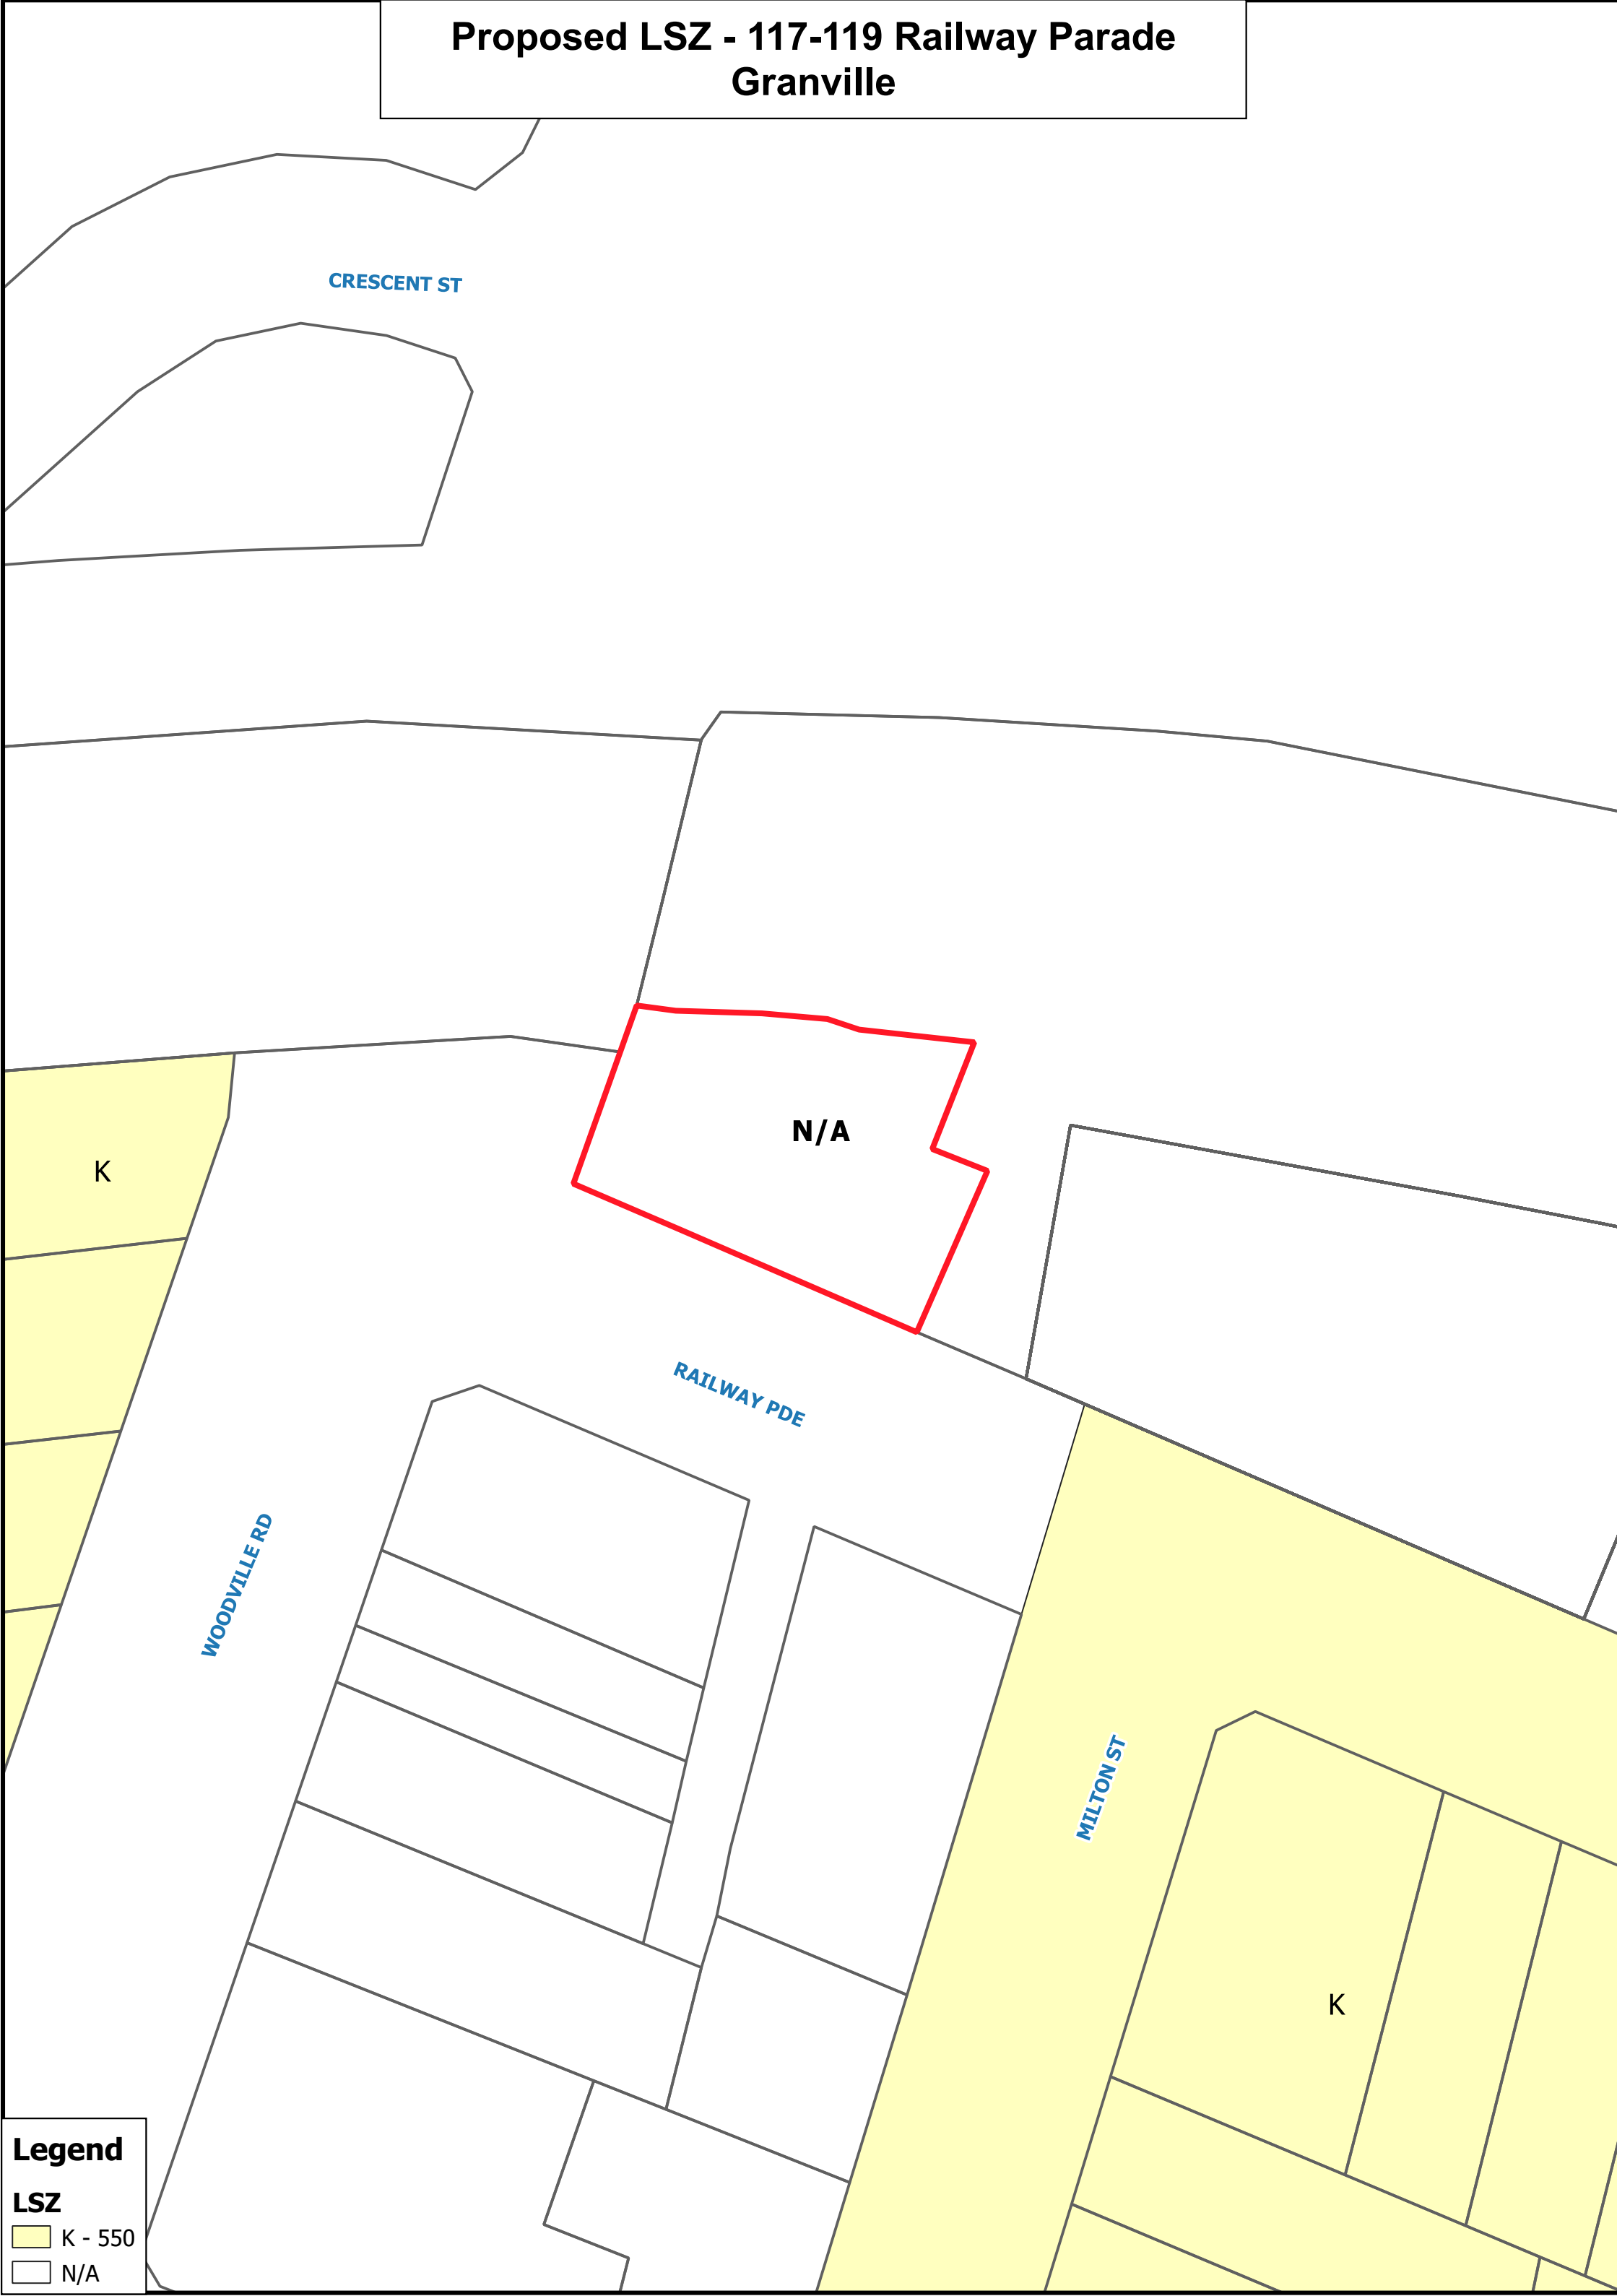 Proposed LSZ - 117-119 Railway Parade
Granville
CRESCENT ST
N/A
K
RAILWAY PDE
WOODVILLE RD
MILTON ST
K
Legend
LSZ
K - 550
N/A